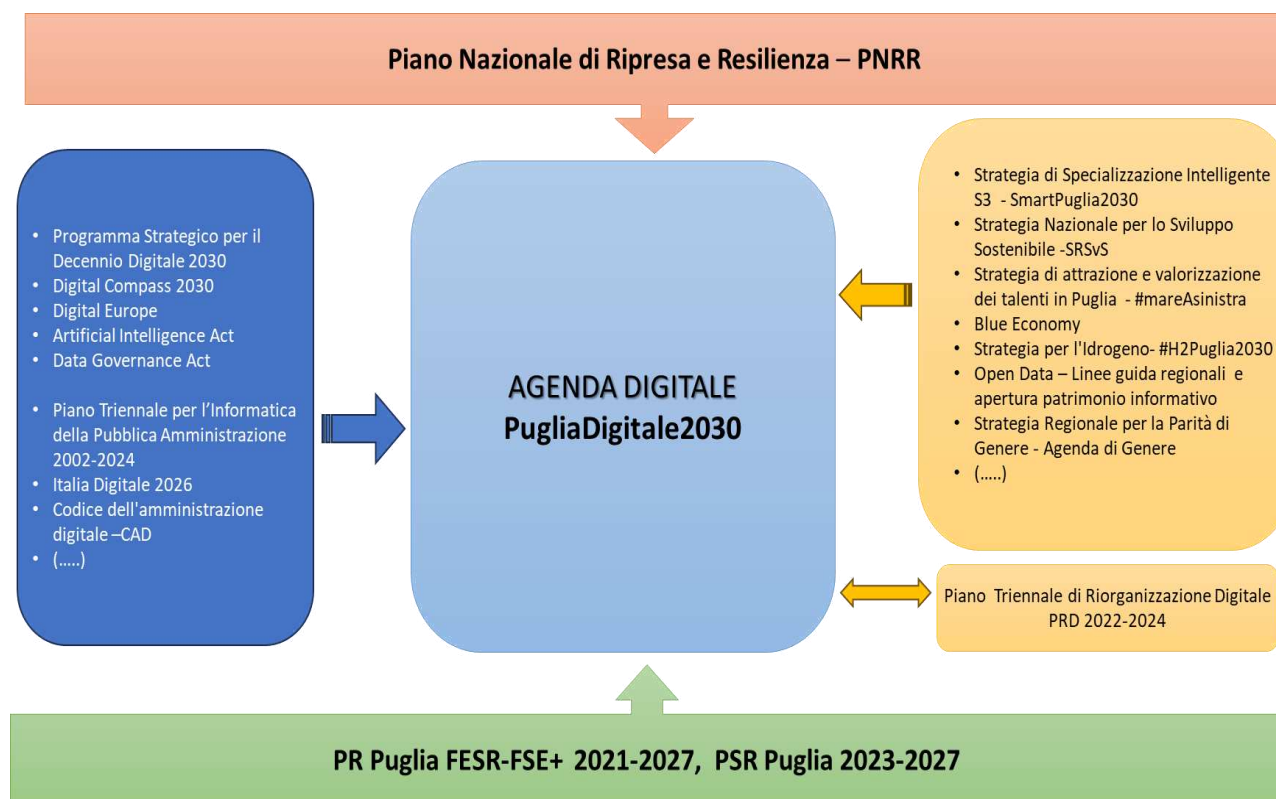 Piano Nazionale di Ripresa e Resilienza – PNRR
• Programma Strategico per il
Decennio Digitale 2030
• Digital Compass 2030
• Digital Europe
• Artificial Intelligence Act
• Data Governance Act
• Piano Triennale per l’Informatica
della Pubblica Amministrazione
2002-2024
• Italia Digitale 2026
• Codice dell'amministrazione
digitale –CAD
• (…..)
AGENDA DIGITALE
PugliaDigitale2030
• Strategia di Specializzazione Intelligente
S3 - SmartPuglia2030
• Strategia Nazionale per lo Sviluppo
Sostenibile -SRSvS
• Strategia di attrazione e valorizzazione
dei talenti in Puglia - #mareAsinistra
• Blue Economy
• Strategia per l'Idrogeno- #H2Puglia2030
• Open Data – Linee guida regionali e
apertura patrimonio informativo
• Strategia Regionale per la Parità di
Genere - Agenda di Genere
• (…..)
Piano Triennale di Riorganizzazione Digitale
PRD 2022-2024
PR Puglia FESR-FSE+ 2021-2027, PSR Puglia 2023-2027